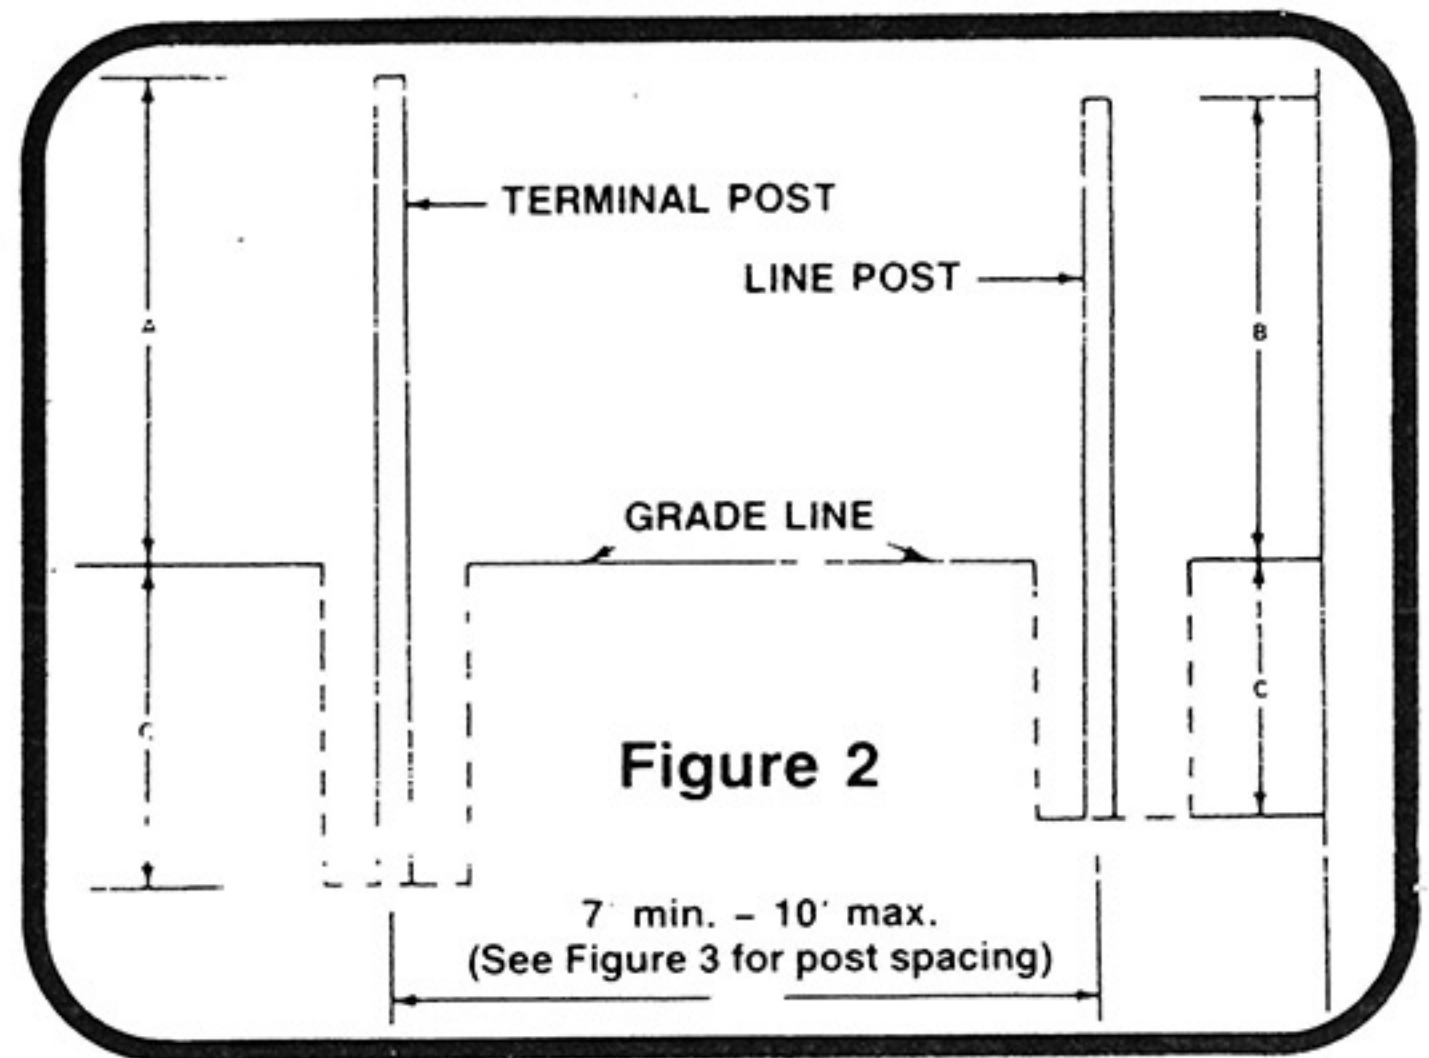 TERMINAL POST
LINE POST
A
B
GRADE LINE
C
C
Figure 2
7' min. – 10' max.
(See Figure 3 for post spacing)